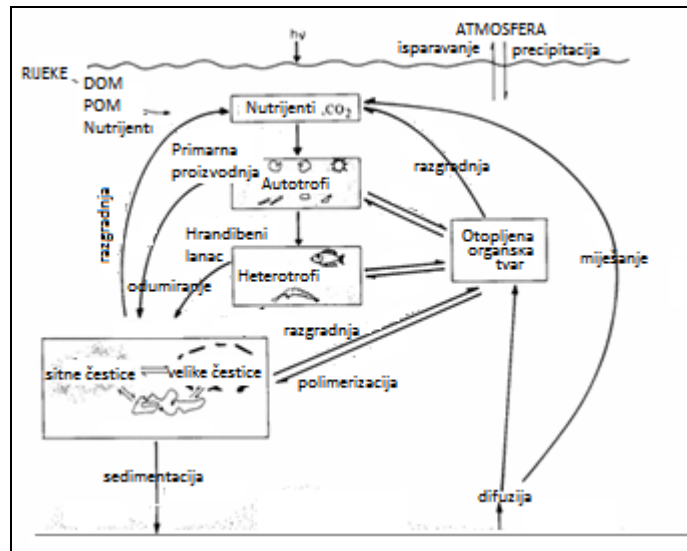 ATMOSFERA
hν
isparavanje
precipitacija
RIJEKE
DOM
POM
Nutrijenti
Nutrijenti ,CO₂
Primarna
proizvodnja
Autotrofi
razgradnja
razgradnja
Hrandibeni
lanac
Heterotrofi
Otopljena
organska
tvar
miješanje
odumiranje
razgradnja
sitne čestice
velike čestice
polimerizacija
sedimentacija
difuzija